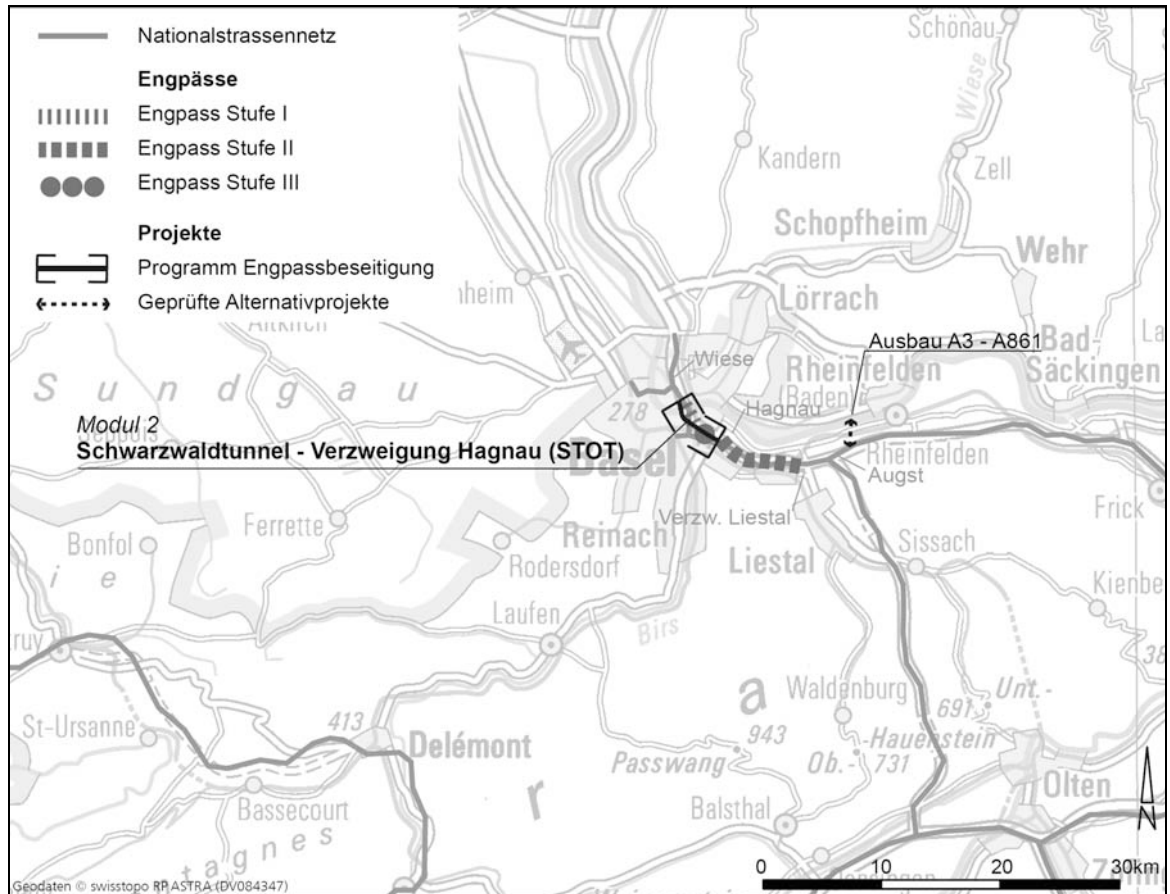 Nationalstrassennetz
Engpässe
Engpass Stufe I
Engpass Stufe II
Engpass Stufe III
Projekte
Programm Engpassbeseitigung
Geprüfte Alternativprojekte
Schönau
Wiese
Kandern
Zell
Schopfheim
Wehr
Lörrach
Ausbau A3 - A861
Bad-
Säckingen
Wiese
Rheinfelden
(Baden)
Sundgau
278
Hagnau
Modul 2
Schwarzwaldtunnel - Verzweigung Hagnau (STOT)
Basel
Rheinfelden
Augst
Frick
Verzw. Liestal
Ferrette
Reinach
Bonfol
Rodersdorf
Liestal
Sissach
Laufen
Birs
a
Waldenburg
Unt.-
691
St-Ursanne
413
Delémont
943
Passwang
Hauenstein
Ob.- 731
Olten
Bassecourt
r
Balsthal
N
0 10 20 30km
Geodaten © swisstopo RP ASTRA (DV084347)